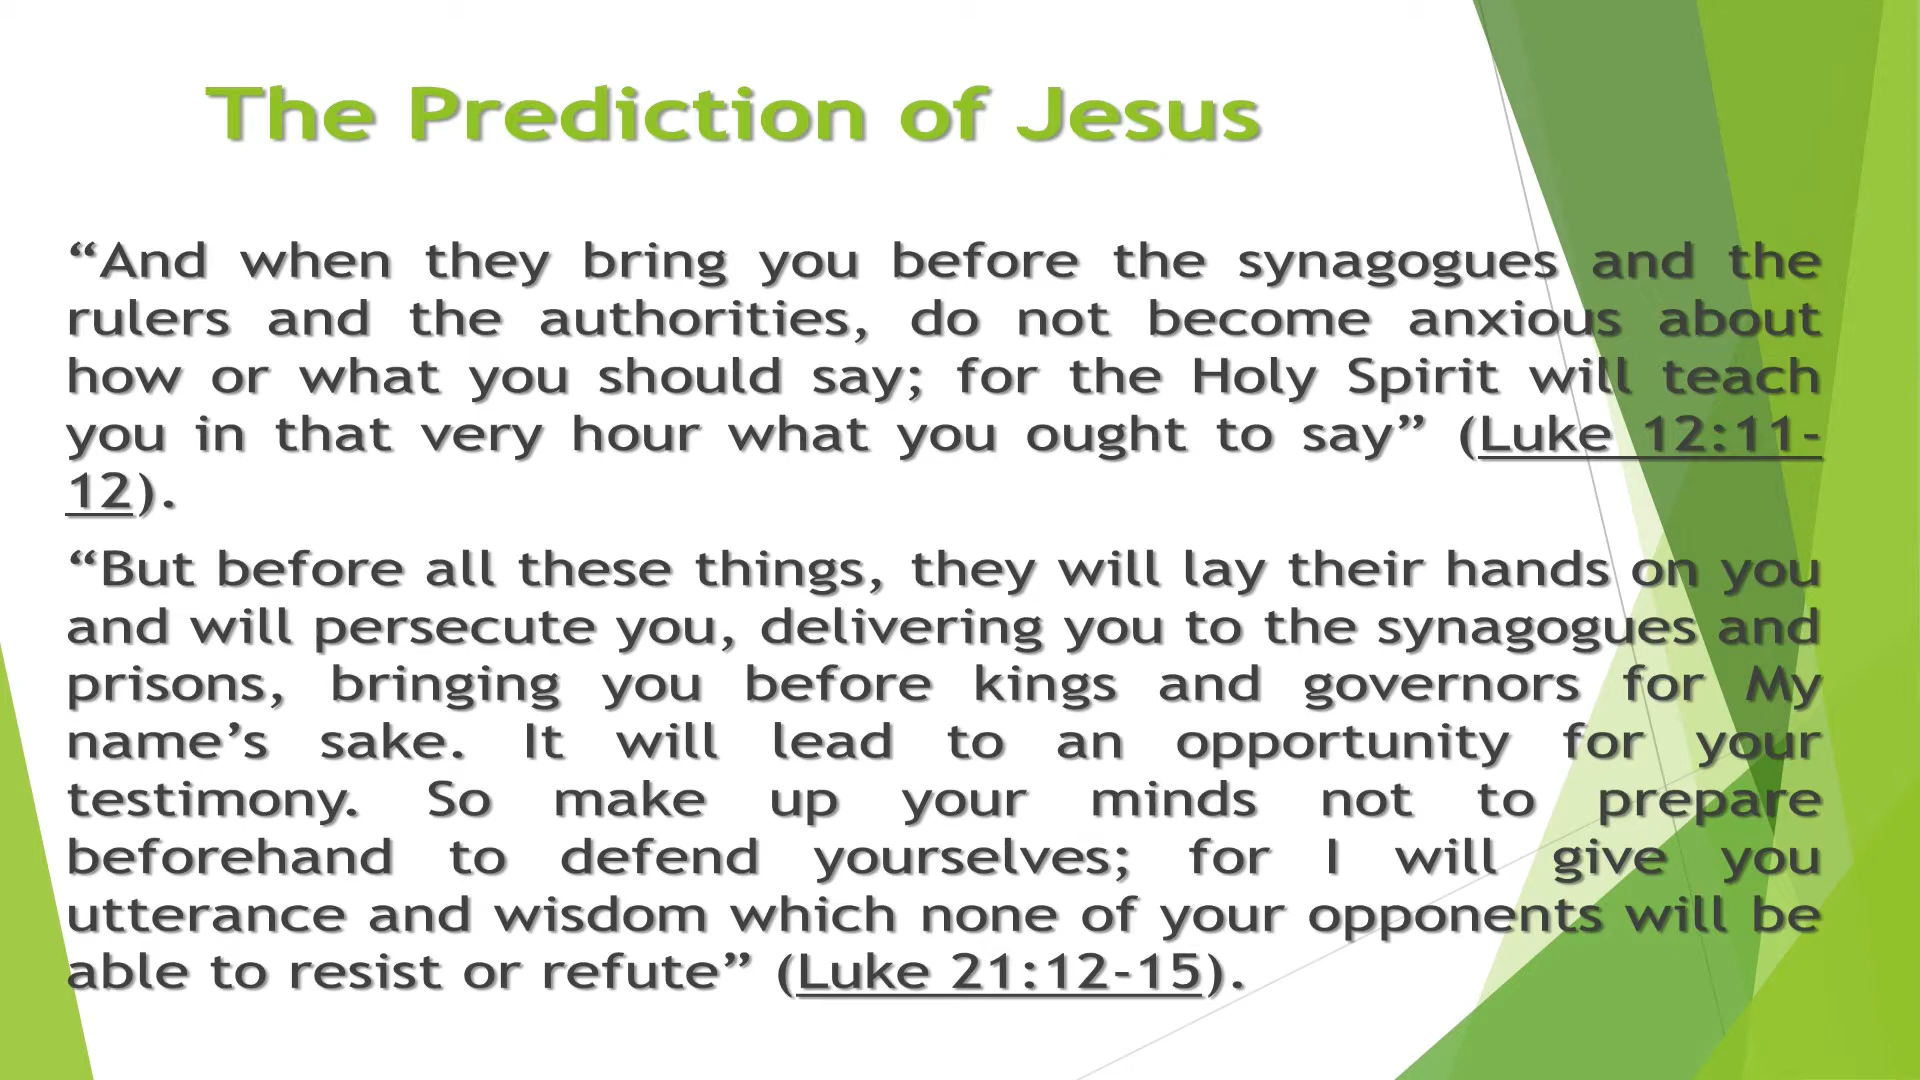 The Prediction of Jesus
“And when they bring you before the synagogues and the
rulers and the authorities, do not become anxious about
how or what you should say; for the Holy Spirit will teach
you in that very hour what you ought to say” (Luke 12:11-
12).
“But before all these things, they will lay their hands on you
and will persecute you, delivering you to the synagogues and
prisons, bringing you before kings and governors for My
name’s sake. It will lead to an opportunity for your
testimony. So make up your minds not to prepare
beforehand to defend yourselves; for I will give you
utterance and wisdom which none of your opponents will be
able to resist or refute” (Luke 21:12-15).